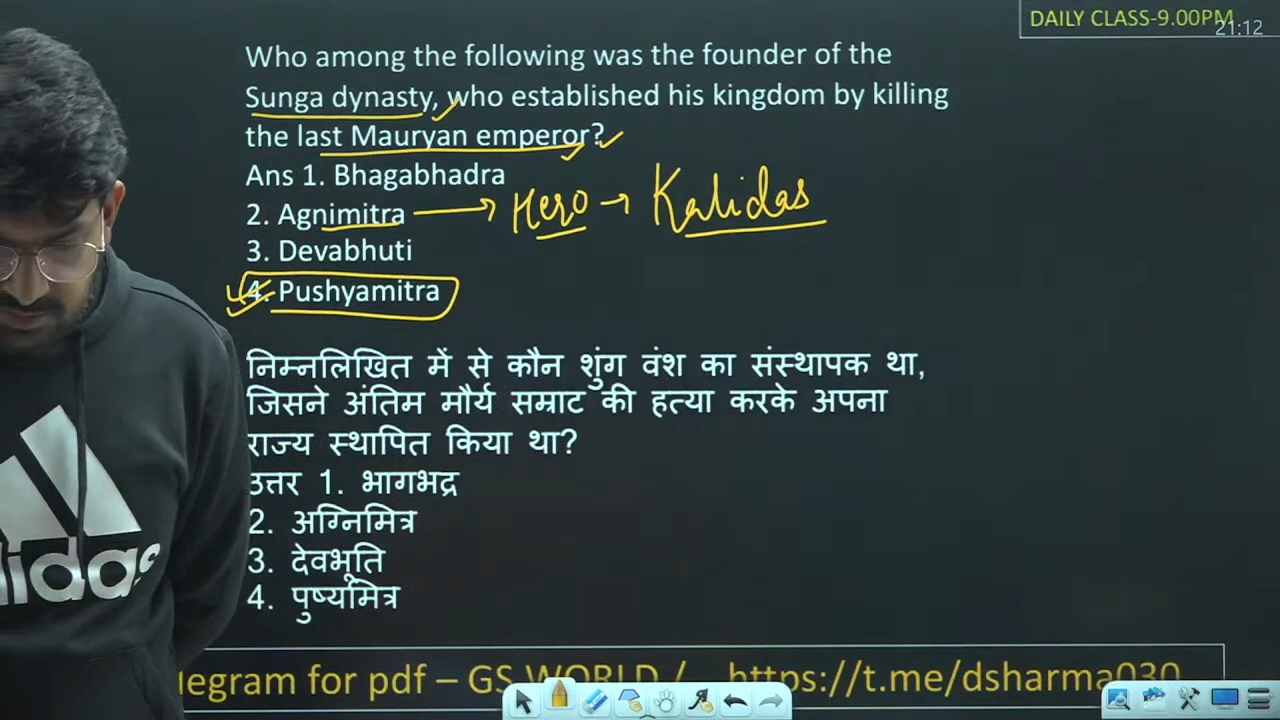 DAILY CLASS-9.00PM
21:12
Who among the following was the founder of the
Sunga dynasty, who established his kingdom by killing
the last Mauryan emperor?
Ans 1. Bhagabhadra
2. Agnimitra → Hero → Kalidas
3. Devabhuti
4. Pushyamitra
निम्नलिखित में से कौन शुंग वंश का संस्थापक था,
जिसने अंतिम मौर्य सम्राट की हत्या करके अपना
राज्य स्थापित किया था?
उत्तर 1. भागभद्र
2. अग्निमित्र
3. देवभूति
4. पुष्यमित्र
didas
legram for pdf – GS WORLD / https://t.me/dsharma030